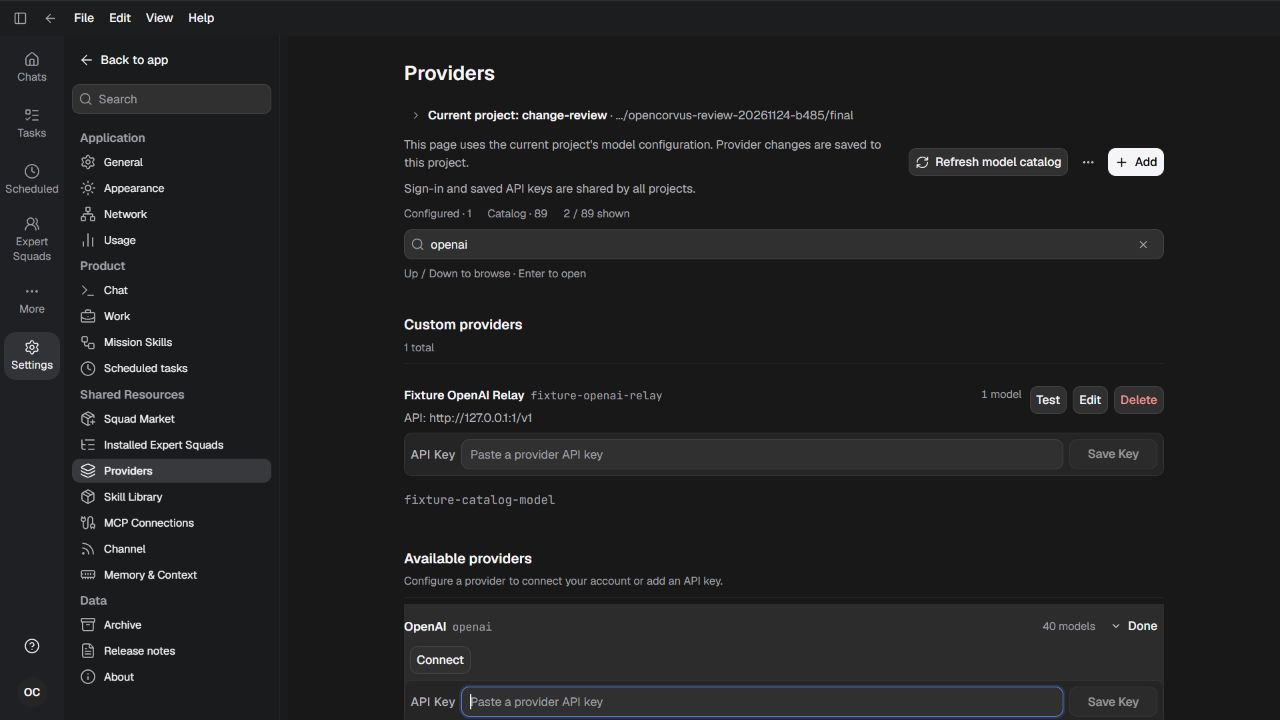 File Edit View Help
Chats
Tasks
Scheduled
Expert
Squads
More
Settings
OC
Back to app
Search
Application
General
Appearance
Network
Usage
Product
Chat
Work
Mission Skills
Scheduled tasks
Shared Resources
Squad Market
Installed Expert Squads
Providers
Skill Library
MCP Connections
Channel
Memory & Context
Data
Archive
Release notes
About
Providers
Current project: change-review · .../opencorvus-review-20261124-b485/final
This page uses the current project's model configuration. Provider changes are saved to
this project.
Sign-in and saved API keys are shared by all projects.
Refresh model catalog ··· + Add
Configured · 1 Catalog · 89 2 / 89 shown
openai
Up / Down to browse · Enter to open
Custom providers
1 total
Fixture OpenAI Relay fixture-openai-relay 1 model Test Edit Delete
API: http://127.0.0.1:1/v1
API Key Paste a provider API key Save Key
fixture-catalog-model
Available providers
Configure a provider to connect your account or add an API key.
OpenAI openai 40 models Done
Connect
API Key Paste a provider API key Save Key